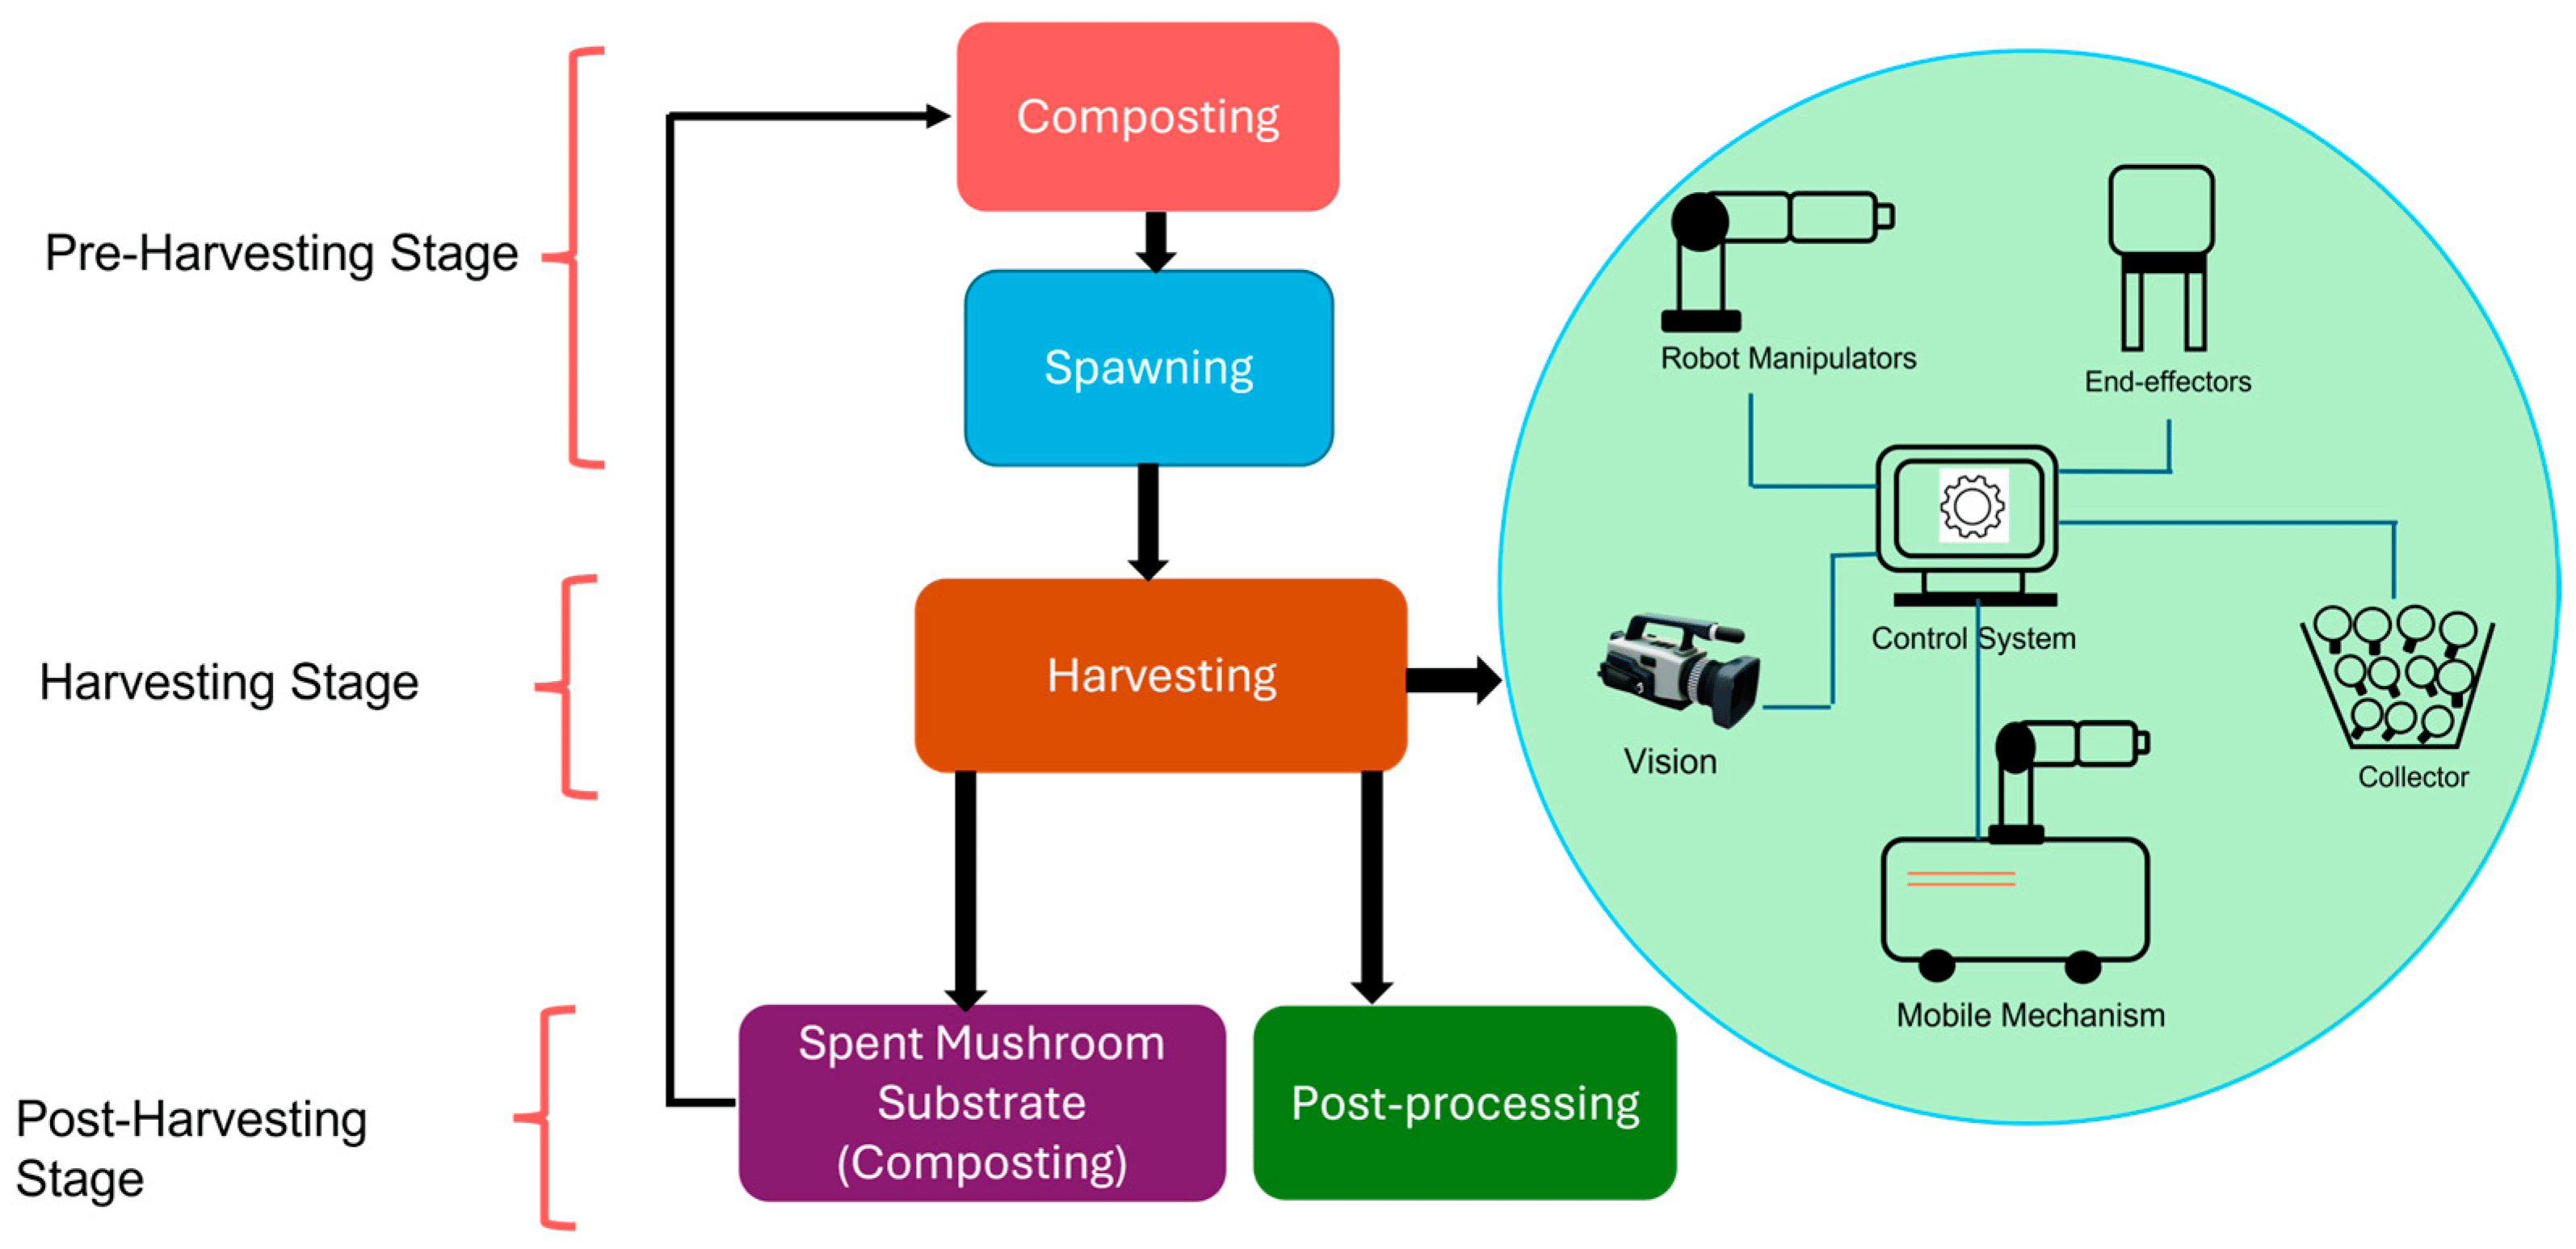 Composting
Pre-Harvesting Stage
Spawning
Harvesting Stage
Harvesting
Post-Harvesting
Stage
Spent Mushroom
Substrate
(Composting)
Post-processing
Robot Manipulators
End-effectors
Control System
Vision
Collector
Mobile Mechanism